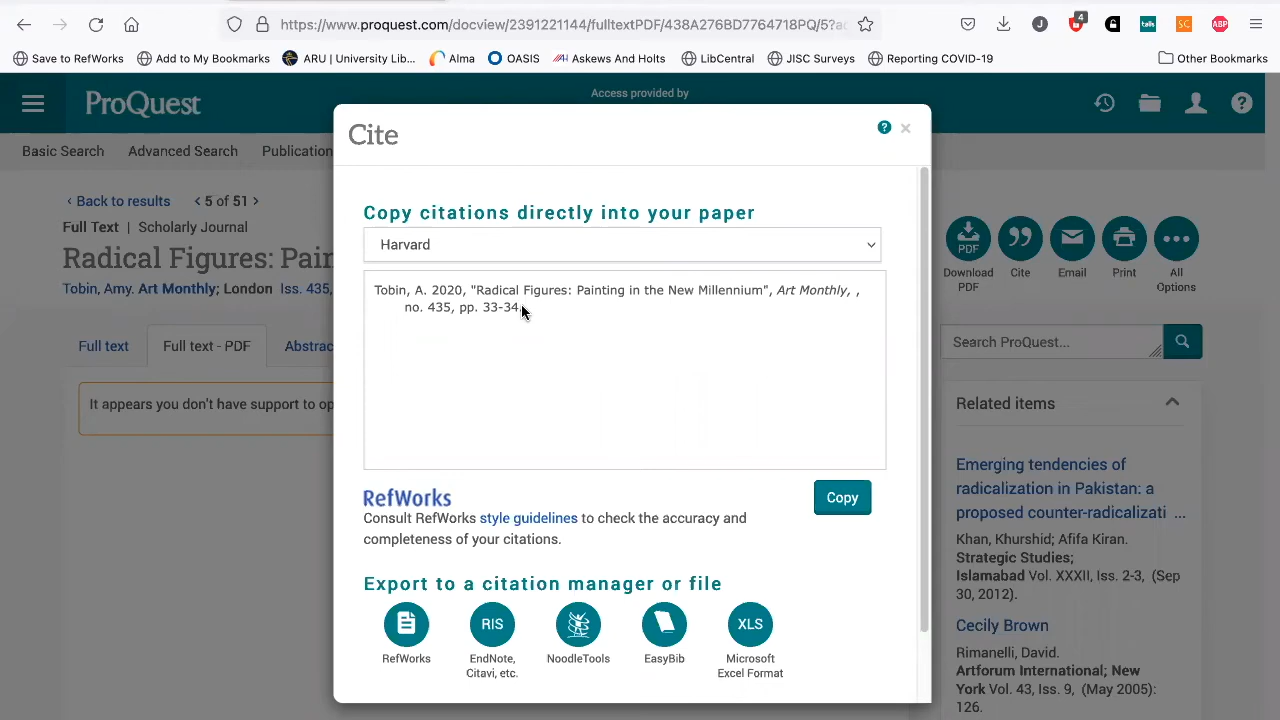 https://www.proquest.com/docview/2391221144/fulltextPDF/438A276BD7764718PQ/5?ac
J
4
talis
SC
ABP
Save to RefWorks
Add to My Bookmarks
ARU | University Lib...
Alma
OASIS
Askews And Holts
LibCentral
JISC Surveys
Reporting COVID-19
Other Bookmarks
ProQuest
Access provided by
Basic Search
Advanced Search
Publication
Cite
Back to results
5 of 51
Full Text | Scholarly Journal
Radical Figures: Pain
Tobin, Amy. Art Monthly; London Iss. 435,
Full text
Full text - PDF
Abstrac
It appears you don't have support to op
Copy citations directly into your paper
Harvard
Tobin, A. 2020, "Radical Figures: Painting in the New Millennium", Art Monthly, ,
no. 435, pp. 33-34.
RefWorks
Copy
Consult RefWorks style guidelines to check the accuracy and
completeness of your citations.
Export to a citation manager or file
RIS
XLS
RefWorks
EndNote,
Citavi, etc.
NoodleTools
EasyBib
Microsoft
Excel Format
PDF
Download
PDF
Cite
Email
Print
All
Options
Search ProQuest...
Related items
Emerging tendencies of
radicalization in Pakistan: a
proposed counter-radicalizati ...
Khan, Khurshid; Afifa Kiran.
Strategic Studies;
Islamabad Vol. XXXII, Iss. 2-3, (Sep
30, 2012).
Cecily Brown
Rimanelli, David.
Artforum International; New
York Vol. 43, Iss. 9, (May 2005):
126.